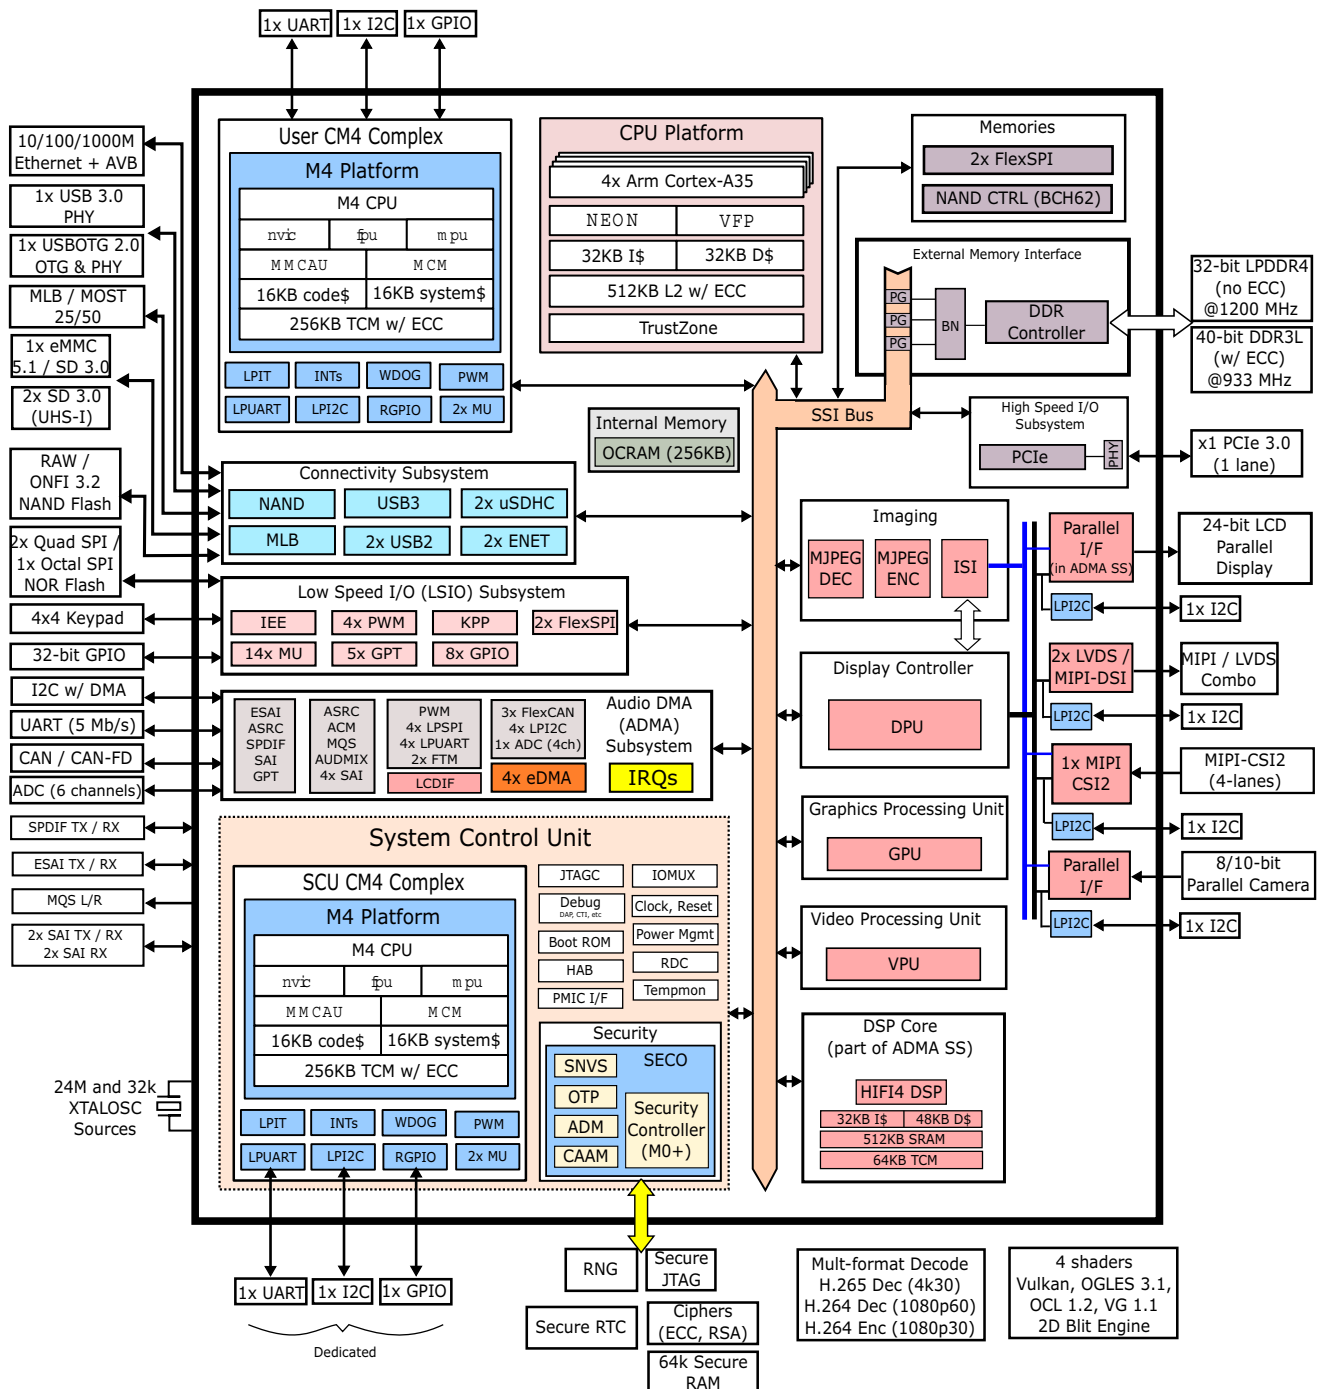 1x UART
1x I2C
1x GPIO
10/100/1000M
Ethernet + AVB
1x USB 3.0
PHY
1x USBOTG 2.0
OTG & PHY
MLB / MOST
25/50
1x eMMC
5.1 / SD 3.0
2x SD 3.0
(UHS-I)
RAW /
ONFI 3.2
NAND Flash
2x Quad SPI /
1x Octal SPI
NOR Flash
4x4 Keypad
32-bit GPIO
I2C w/ DMA
UART (5 Mb/s)
CAN / CAN-FD
ADC (6 channels)
SPDIF TX / RX
ESAI TX / RX
MQS L/R
2x SAI TX / RX
2x SAI RX
24M and 32k
XTALOSC
Sources
User CM4 Complex
M4 Platform
M4 CPU
nvic
fpu
mpu
MMCAU
MCM
16KB code$
16KB system$
256KB TCM w/ ECC
LPIT
INTs
WDOG
PWM
LPUART
LPI2C
RGPIO
2x MU
CPU Platform
4x Arm Cortex-A35
NEON
VFP
32KB I$
32KB D$
512KB L2 w/ ECC
TrustZone
Internal Memory
OCRAM (256KB)
Memories
2x FlexSPI
NAND CTRL (BCH62)
External Memory Interface
PG
PG
PG
BN
DDR
Controller
SSI Bus
High Speed I/O
Subsystem
PCIe
PHY
32-bit LPDDR4
(no ECC)
@1200 MHz
40-bit DDR3L
(w/ ECC)
@933 MHz
x1 PCIe 3.0
(1 lane)
Connectivity Subsystem
NAND
USB3
2x uSDHC
MLB
2x USB2
2x ENET
Low Speed I/O (LSIO) Subsystem
IEE
4x PWM
KPP
2x FlexSPI
14x MU
5x GPT
8x GPIO
ESAI
ASRC
SPDIF
SAI
GPT
ASRC
ACM
MQS
AUDMIX
4x SAI
PWM
4x LPSPI
4x LPUART
2x FTM
LCDIF
3x FlexCAN
4x LPI2C
1x ADC (4ch)
4x eDMA
Audio DMA
(ADMA)
Subsystem
IRQs
System Control Unit
SCU CM4 Complex
M4 Platform
M4 CPU
nvic
fpu
mpu
MMCAU
MCM
16KB code$
16KB system$
256KB TCM w/ ECC
LPIT
INTs
WDOG
PWM
LPUART
LPI2C
RGPIO
2x MU
JTAGC
IOMUX
Debug
DAP, CTI, etc
Clock, Reset
Boot ROM
Power Mgmt
HAB
RDC
PMIC I/F
Tempmon
Security
SECO
SNVS
OTP
ADM
CAAM
Security
Controller
(M0+)
Imaging
MJPEG
DEC
MJPEG
ENC
ISI
Display Controller
DPU
Graphics Processing Unit
GPU
Video Processing Unit
VPU
DSP Core
(part of ADMA SS)
HIFI4 DSP
32KB I$
48KB D$
512KB SRAM
64KB TCM
Parallel
I/F
(in ADMA SS)
LPI2C
2x LVDS /
MIPI-DSI
LPI2C
1x MIPI
CSI2
LPI2C
Parallel
I/F
LPI2C
24-bit LCD
Parallel
Display
1x I2C
MIPI / LVDS
Combo
1x I2C
MIPI-CSI2
(4-lanes)
1x I2C
8/10-bit
Parallel Camera
1x I2C
1x UART
1x I2C
1x GPIO
Dedicated
RNG
Secure
JTAG
Secure RTC
Ciphers
(ECC, RSA)
64k Secure
RAM
Mult-format Decode
H.265 Dec (4k30)
H.264 Dec (1080p60)
H.264 Enc (1080p30)
4 shaders
Vulkan, OGLES 3.1,
OCL 1.2, VG 1.1
2D Blit Engine